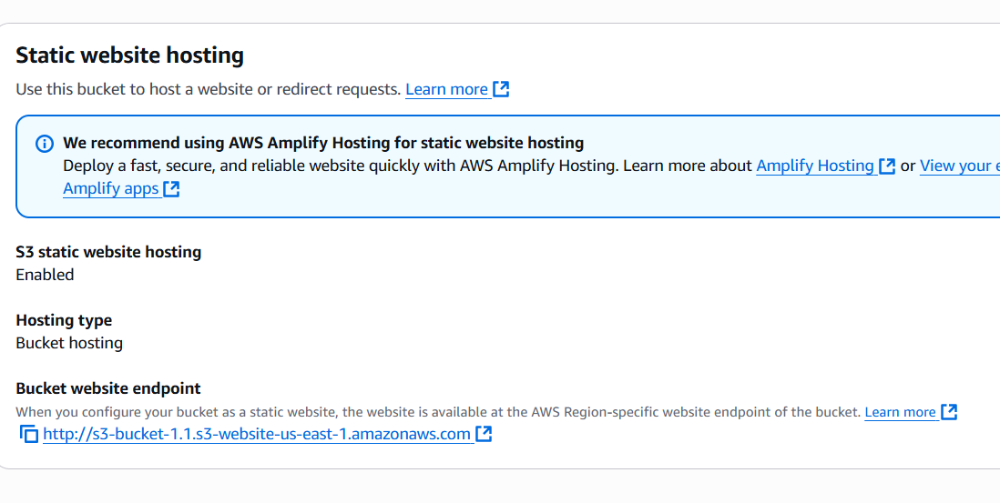 Static website hosting
Use this bucket to host a website or redirect requests. Learn more
We recommend using AWS Amplify Hosting for static website hosting
Deploy a fast, secure, and reliable website quickly with AWS Amplify Hosting. Learn more about Amplify Hosting or View your
Amplify apps
S3 static website hosting
Enabled
Hosting type
Bucket hosting
Bucket website endpoint
When you configure your bucket as a static website, the website is available at the AWS Region-specific website endpoint of the bucket. Learn more
http://s3-bucket-1.1.s3-website-us-east-1.amazonaws.com